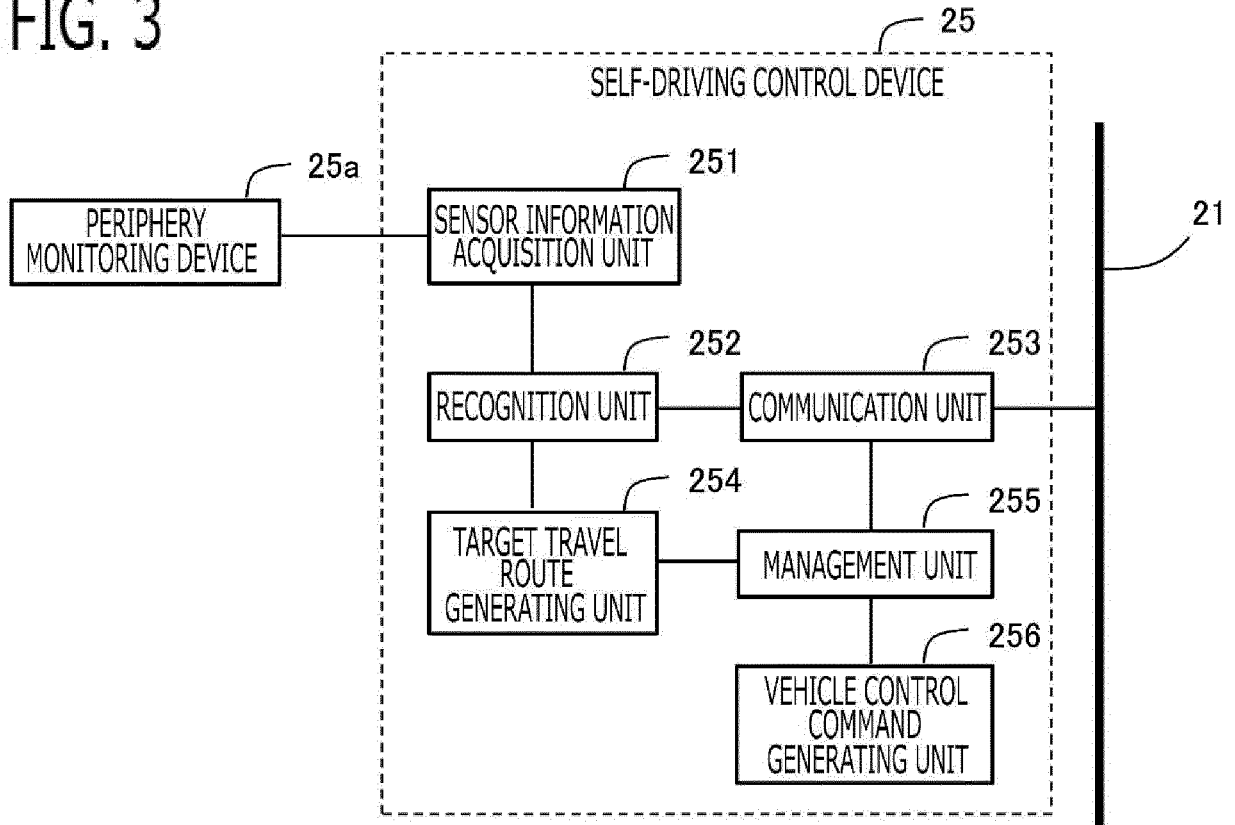 FIG. 3
25
SELF-DRIVING CONTROL DEVICE
25a
251
PERIPHERY
MONITORING DEVICE
SENSOR INFORMATION
ACQUISITION UNIT
21
252
253
RECOGNITION UNIT
COMMUNICATION UNIT
254
255
TARGET TRAVEL
ROUTE
GENERATING UNIT
MANAGEMENT UNIT
256
VEHICLE CONTROL
COMMAND
GENERATING UNIT